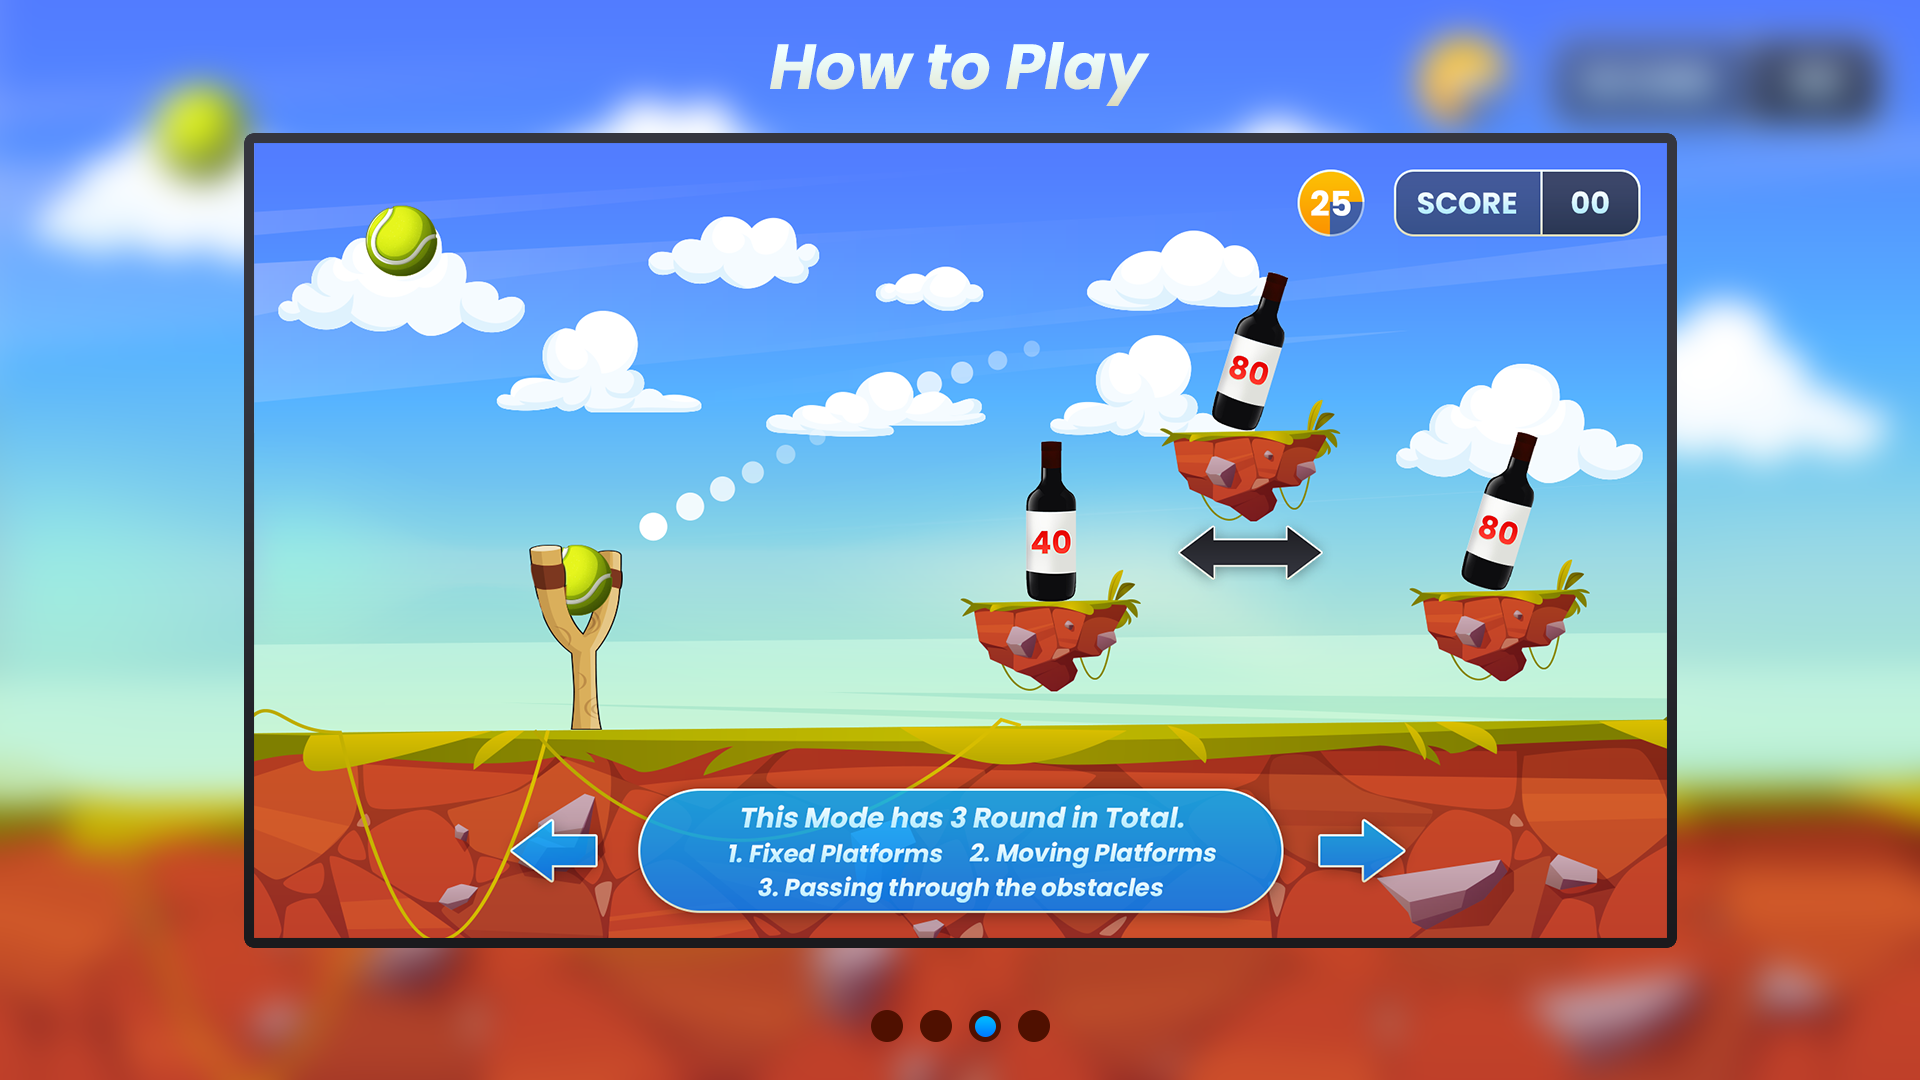 How to Play
25
SCORE 00
80
40
80
This Mode has 3 Round in Total.
1. Fixed Platforms 2. Moving Platforms
3. Passing through the obstacles